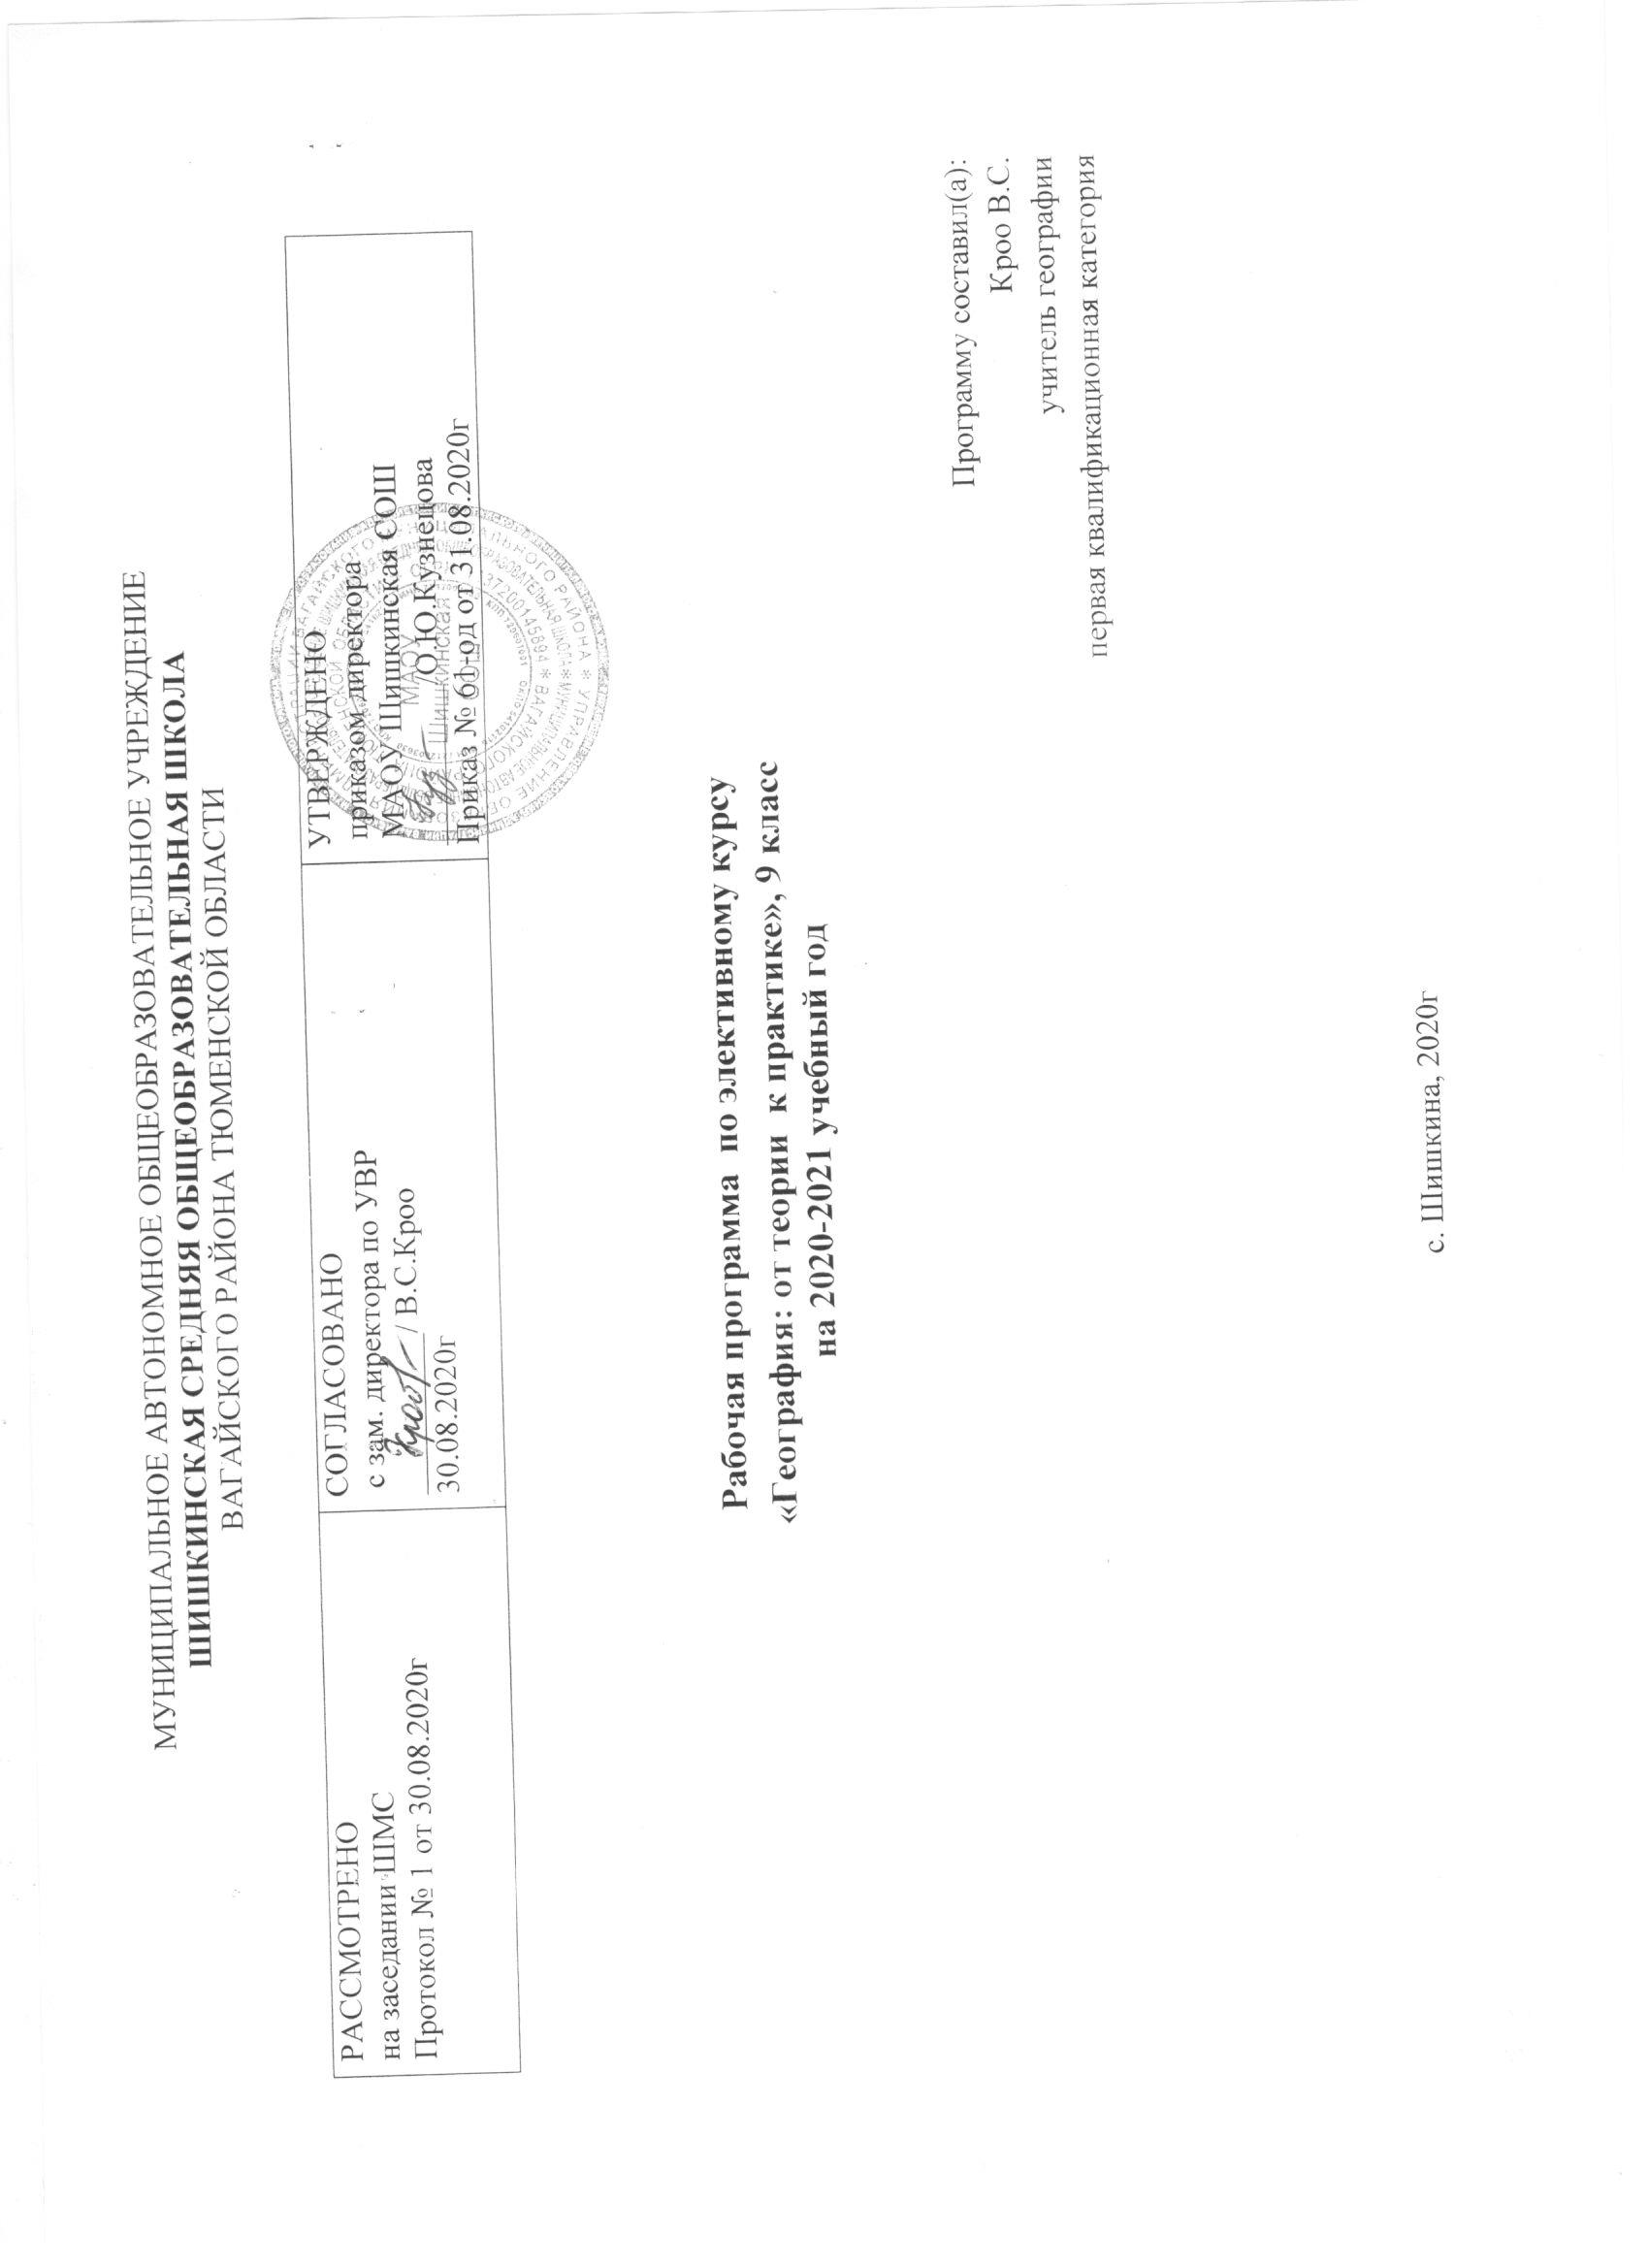 МУНИЦИПАЛЬНОЕ АВТОНОМНОЕ ОБЩЕОБРАЗОВАТЕЛЬНОЕ УЧРЕЖДЕНИЕ
ШИШКИНСКАЯ СРЕДНЯЯ ОБЩЕОБРАЗОВАТЕЛЬНАЯ ШКОЛА
ВАГАЙСКОГО РАЙОНА ТЮМЕНСКОЙ ОБЛАСТИ
РАССМОТРЕНО
на заседании ШМС
Протокол № 1 от 30.08.2020г
СОГЛАСОВАНО
с зам. директора по УВР
/ В.С.Кроо
30.08.2020г
УТВЕРЖДЕНО
приказом директора
МАОУ Шишкинская СОШ
/О.Ю.Кузнецова
Приказ № 61-од от 31.08.2020г
МАОУ
Шишкинская
Рабочая программа по элективному курсу
«География: от теории к практике», 9 класс
на 2020-2021 учебный год
Программу составил(а):
Кроо В.С.
учитель географии
первая квалификационная категория
с. Шишкина, 2020г